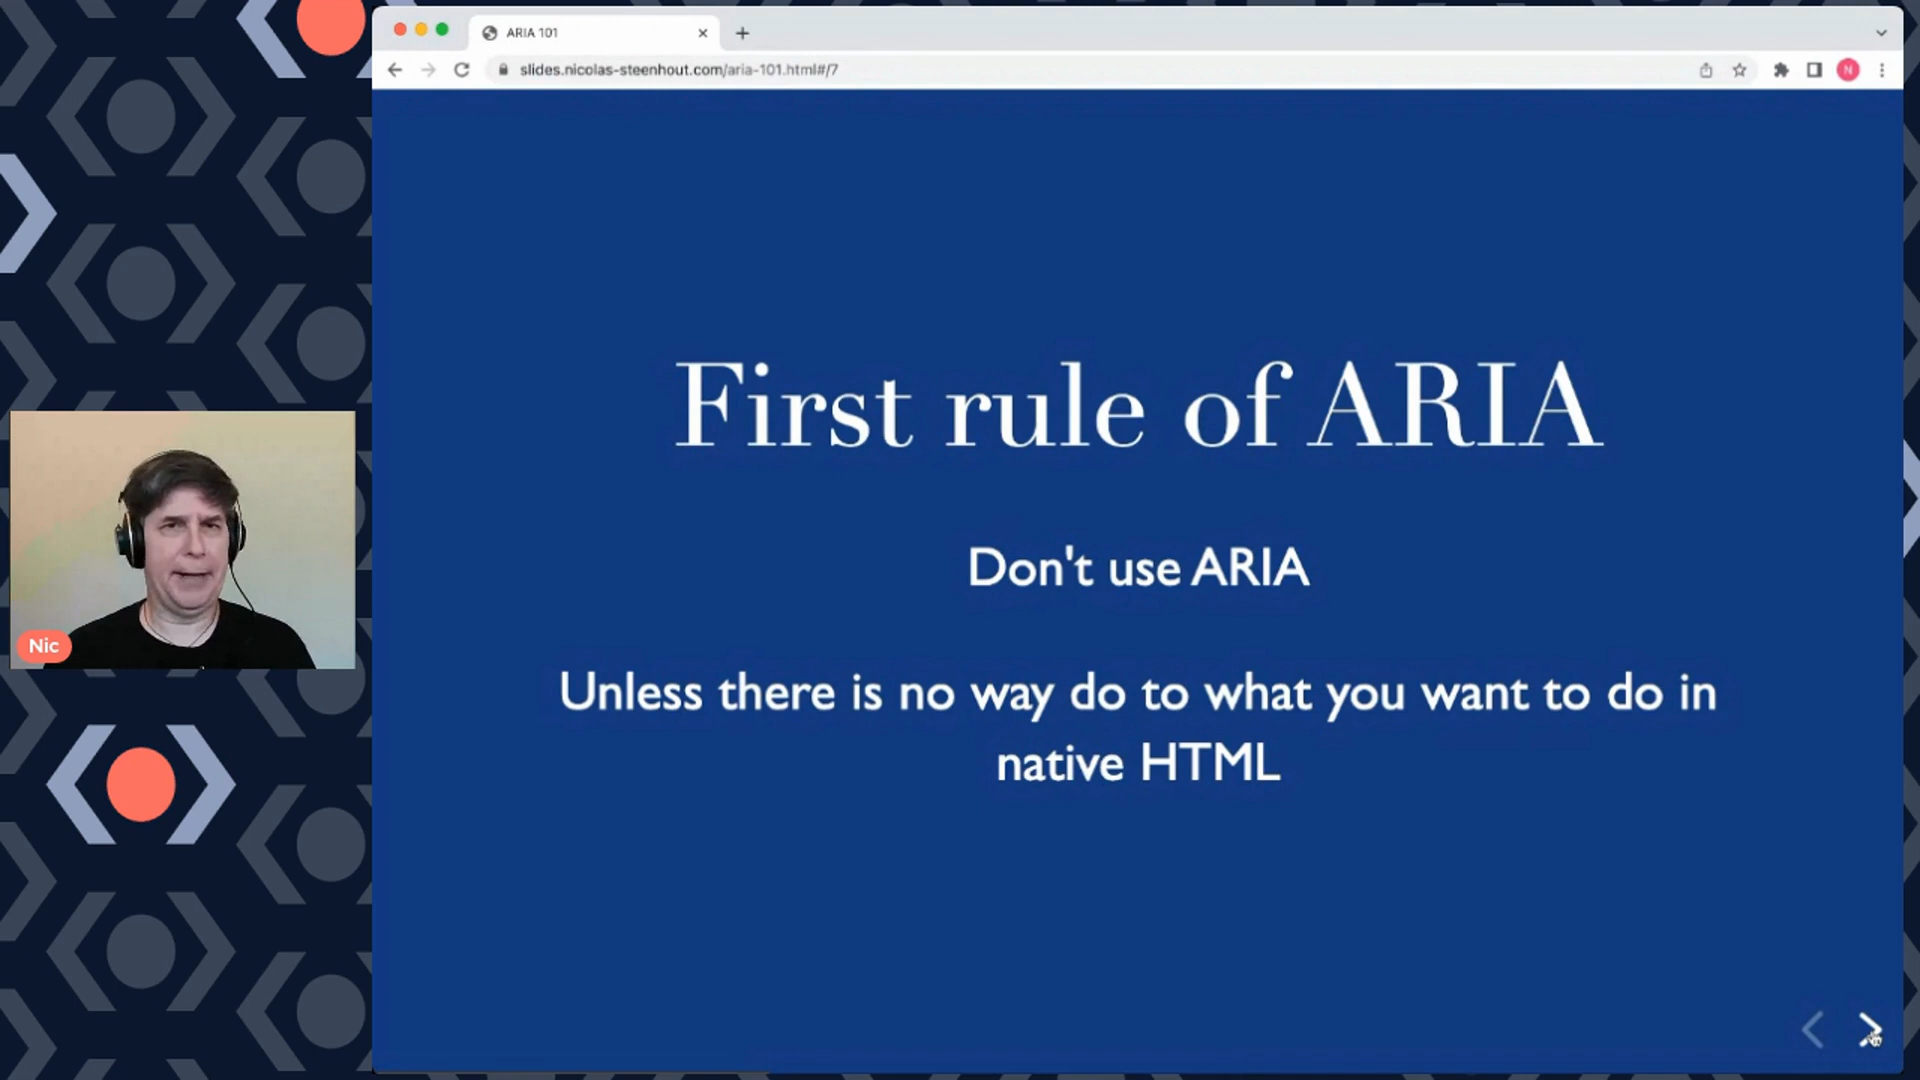 ARIA 101
slides.nicolas-steenhout.com/aria-101.html#/7
N
First rule of ARIA
Don't use ARIA
Unless there is no way do to what you want to do in
native HTML
Nic